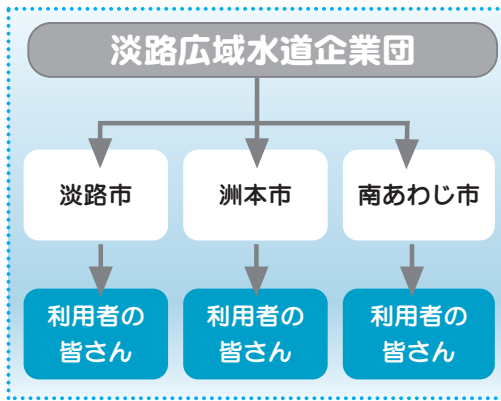 淡路広域水道企業団
淡路市
洲本市
南あわじ市
利用者の
皆さん
利用者の
皆さん
利用者の
皆さん